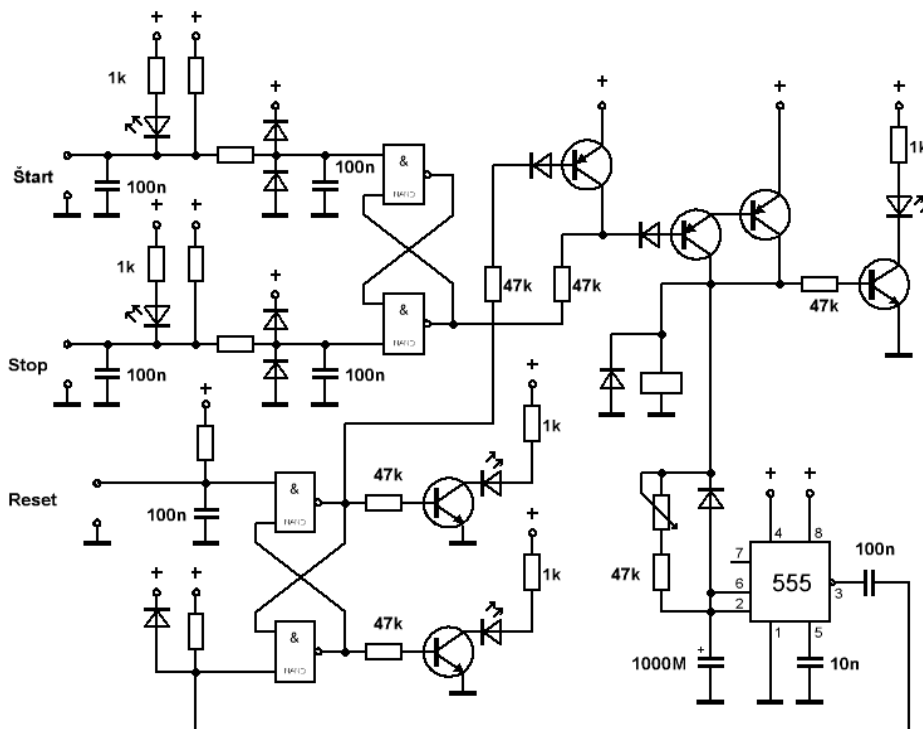 + + + + + +
1k
100n
100n
&
NAND
Štart
1k
+ + +
1k
47k
47k
47k
&
NAND
Stop
100n
100n
+
+
1k
Reset
100n
&
NAND
47k
+ +
4 8
+
1k
47k
7
6
2
555
3
100n
+ +
&
NAND
47k
1 5
1000M
+
10n